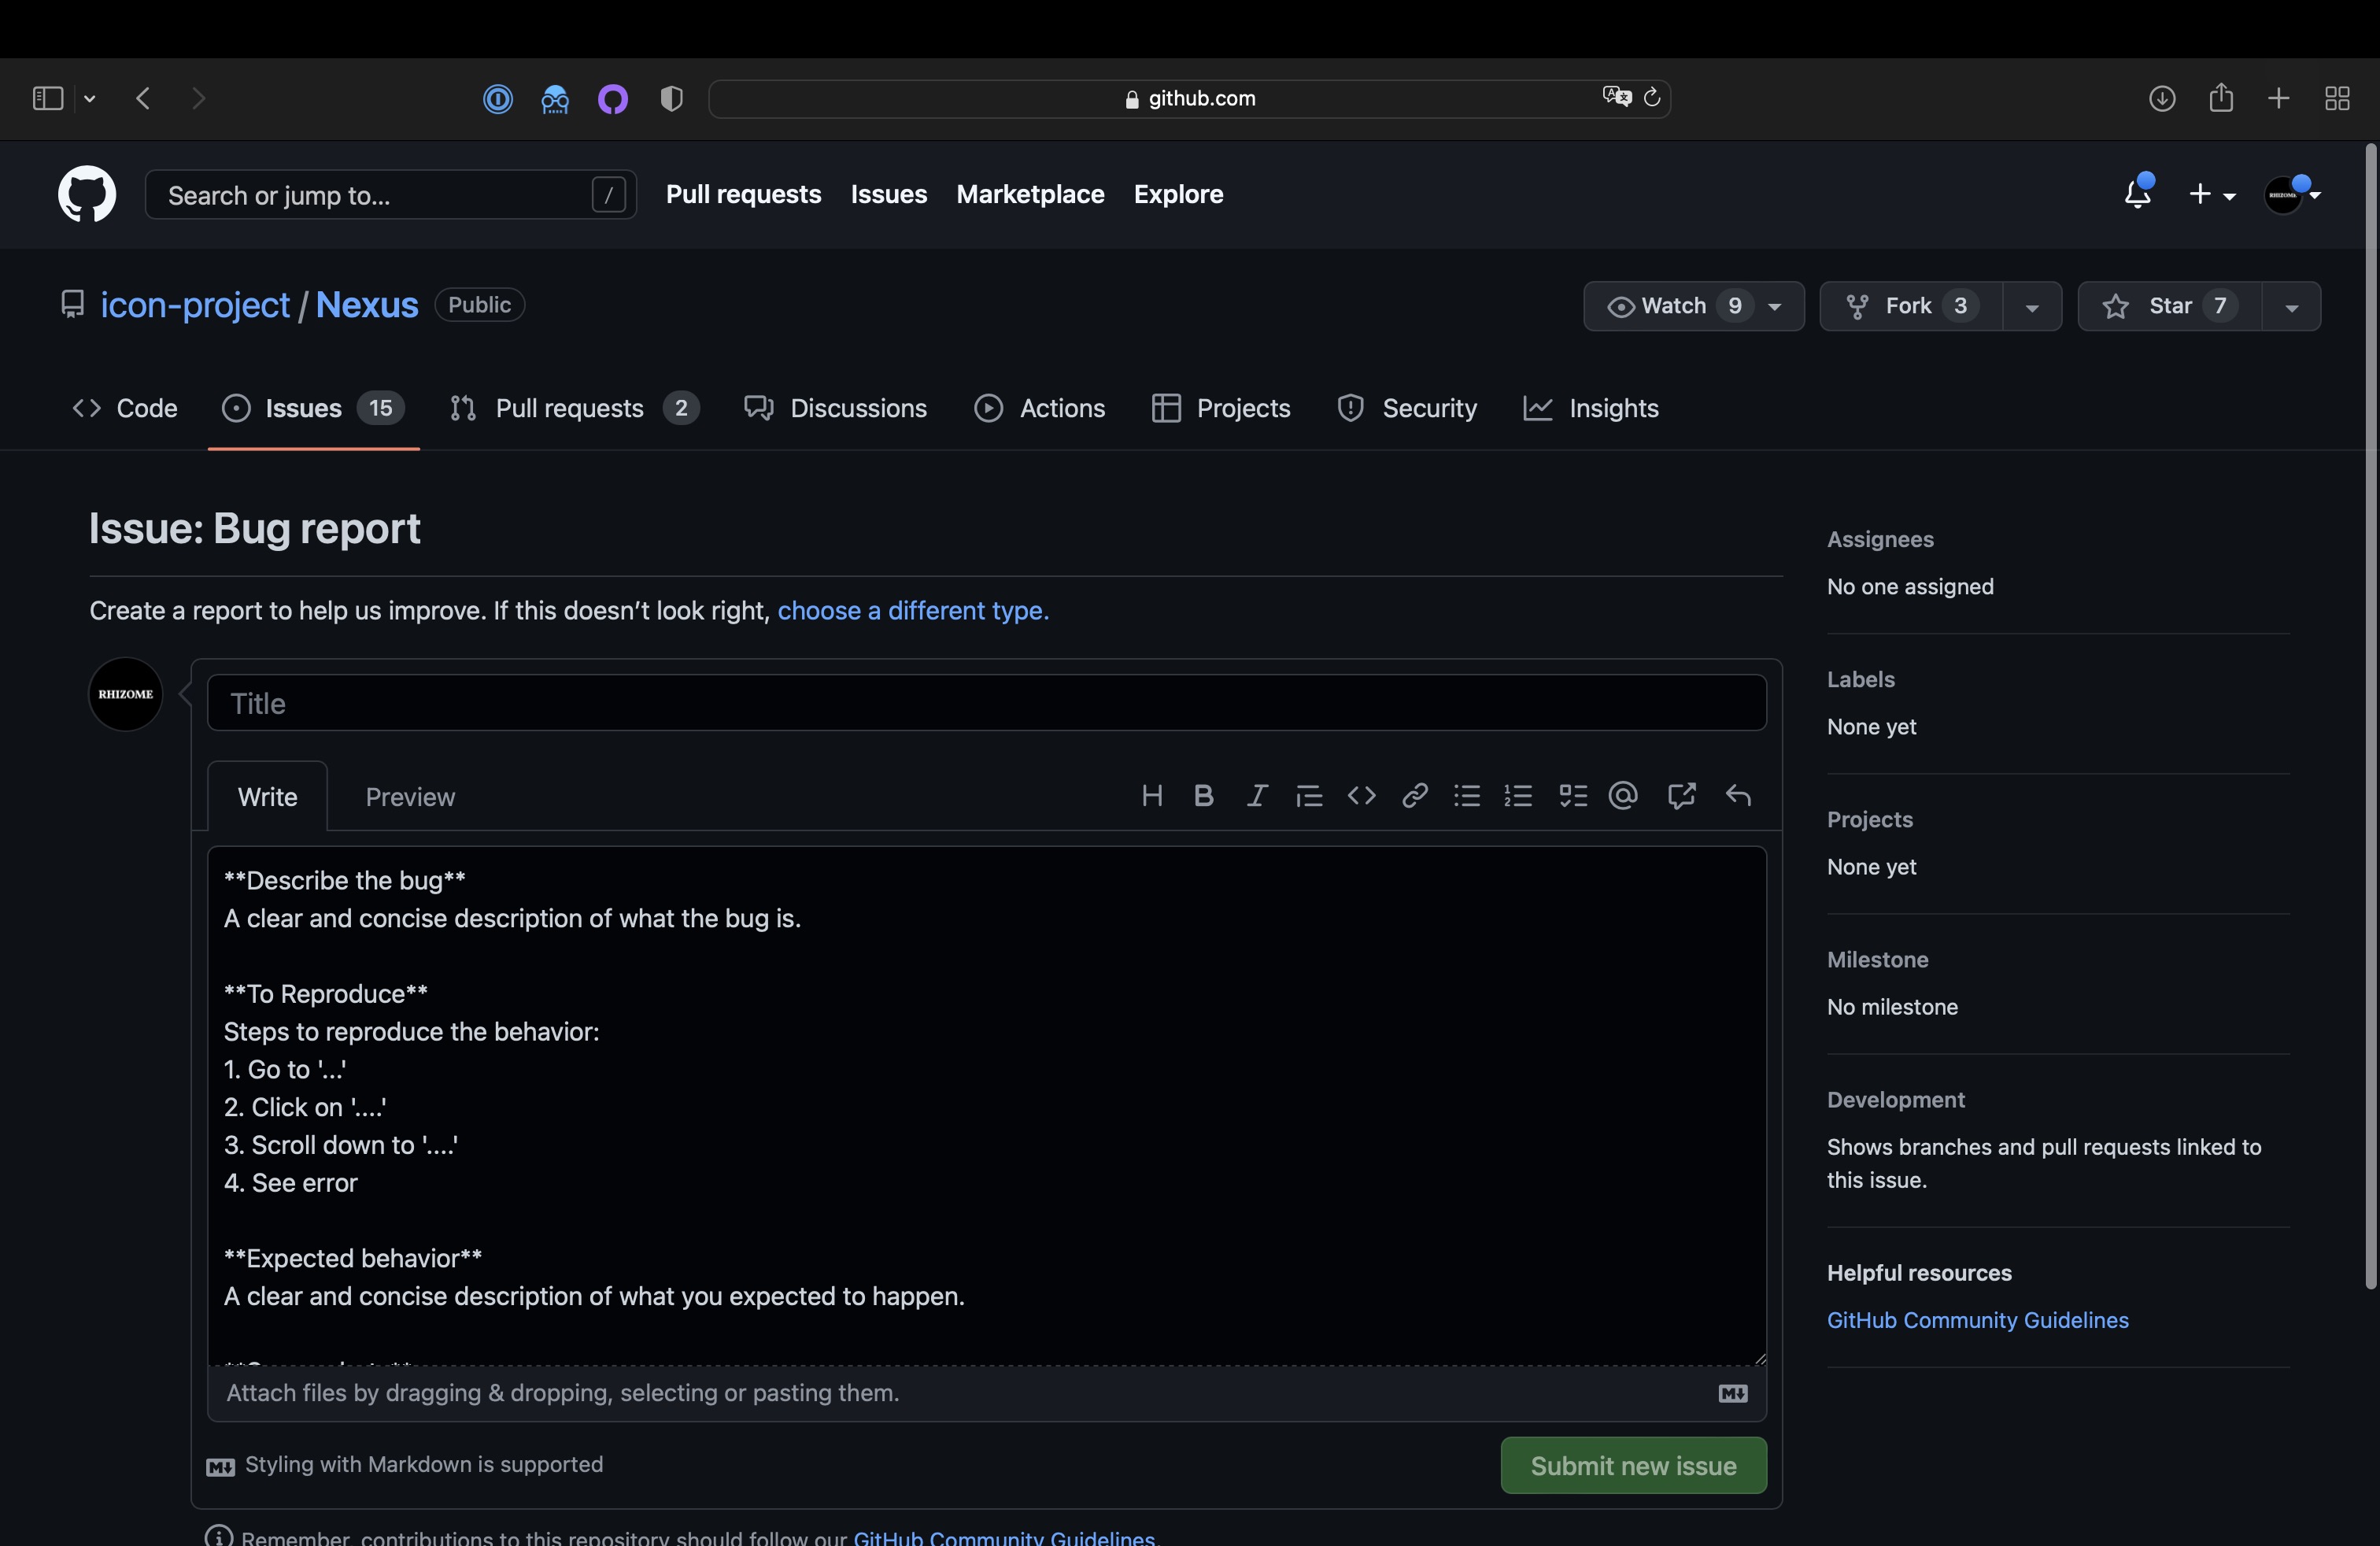 github.com
Search or jump to... /
Pull requests
Issues
Marketplace
Explore
icon-project / Nexus Public
Watch 9
Fork 3
Star 7
Code
Issues 15
Pull requests 2
Discussions
Actions
Projects
Security
Insights
Issue: Bug report
Create a report to help us improve. If this doesn’t look right, choose a different type.
RHIZOME
Title
Write
Preview
**Describe the bug**
A clear and concise description of what the bug is.
**To Reproduce**
Steps to reproduce the behavior:
1. Go to '...'
2. Click on '....'
3. Scroll down to '....'
4. See error
**Expected behavior**
A clear and concise description of what you expected to happen.
Attach files by dragging & dropping, selecting or pasting them.
Styling with Markdown is supported
Submit new issue
Remember, contributions to this repository should follow our GitHub Community Guidelines.
Assignees
No one assigned
Labels
None yet
Projects
None yet
Milestone
No milestone
Development
Shows branches and pull requests linked to
this issue.
Helpful resources
GitHub Community Guidelines